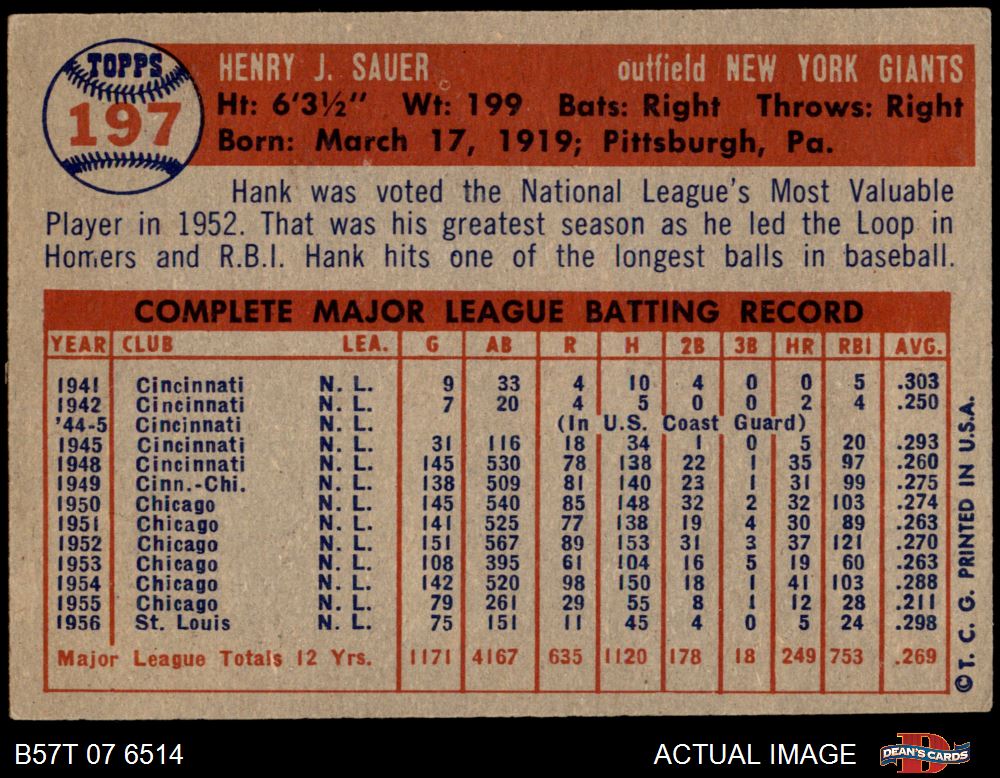 TOPPS
197
HENRY J. SAUER outfield NEW YORK GIANTS
Ht: 6'3½" Wt: 199 Bats: Right Throws: Right
Born: March 17, 1919; Pittsburgh, Pa.
Hank was voted the National League's Most Valuable
Player in 1952. That was his greatest season as he led the Loop in
Homers and R.B.I. Hank hits one of the longest balls in baseball.
COMPLETE MAJOR LEAGUE BATTING RECORD
YEAR CLUB LEA. G AB R H 2B 3B HR RBI AVG.
1941 Cincinnati N. L. 9 33 4 10 4 0 0 5 .303
1942 Cincinnati N. L. 7 20 4 5 0 0 2 4 .250
'44-5 Cincinnati N. L. (In U.S. Coast Guard)
1945 Cincinnati N. L. 31 116 18 34 1 0 5 20 .293
1948 Cincinnati N. L. 145 530 78 138 22 1 35 97 .260
1949 Cinn.-Chi. N. L. 138 509 81 140 23 1 31 99 .275
1950 Chicago N. L. 145 540 85 148 32 2 32 103 .274
1951 Chicago N. L. 141 525 77 138 19 4 30 89 .263
1952 Chicago N. L. 151 567 89 153 31 3 37 121 .270
1953 Chicago N. L. 108 395 61 104 16 5 19 60 .263
1954 Chicago N. L. 142 520 98 150 18 1 41 103 .288
1955 Chicago N. L. 79 261 29 55 8 1 12 28 .211
1956 St. Louis N. L. 75 151 11 45 4 0 5 24 .298
Major League Totals 12 Yrs. 1171 4167 635 1120 178 18 249 753 .269
©T. C. G. PRINTED IN U.S.A.
B57T 07 6514 ACTUAL IMAGE
DEAN'S CARDS